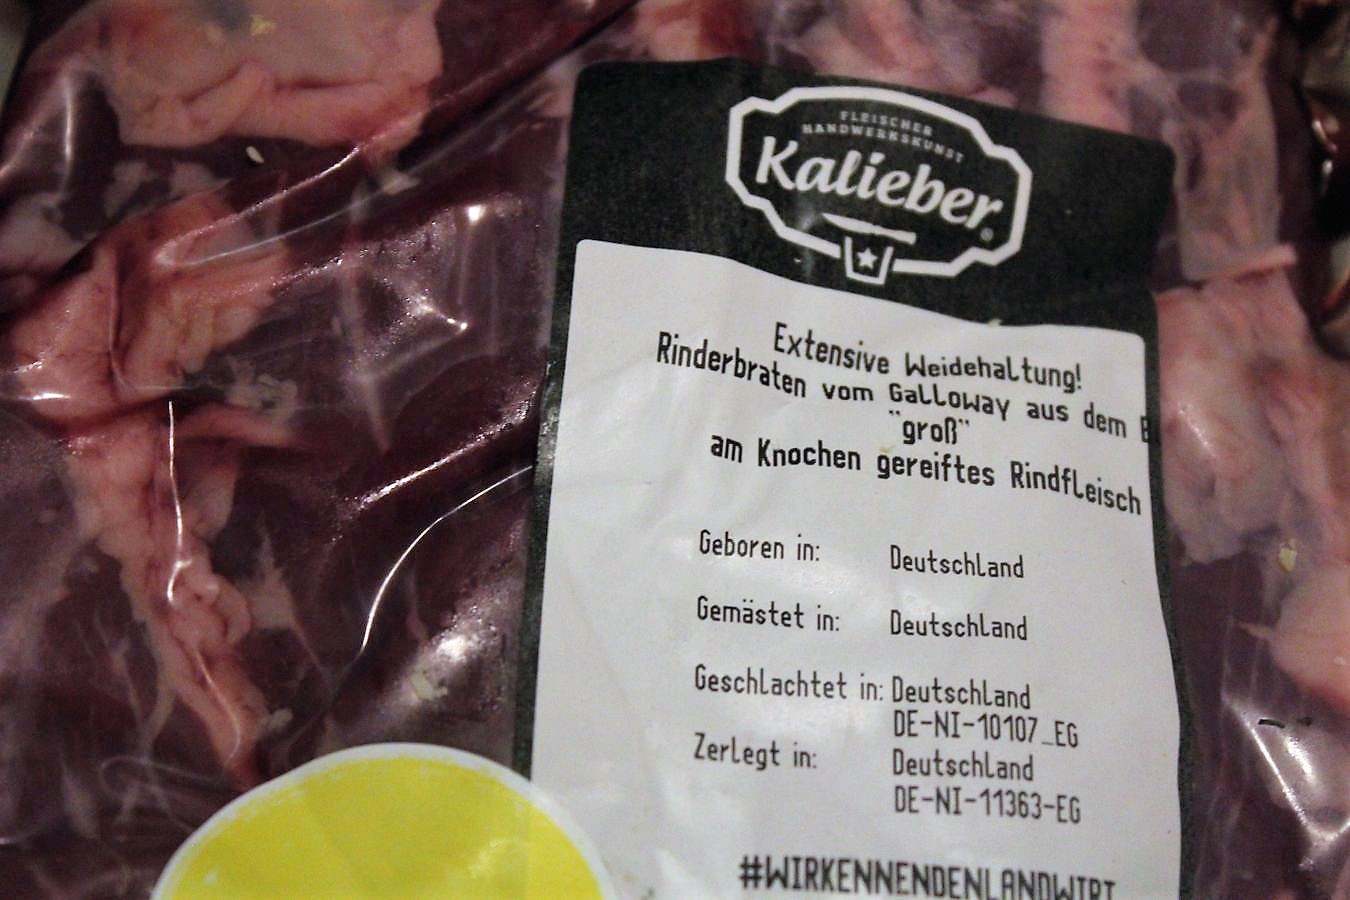 FLEISCHER
HANDWERKSKUNST
Kalieber
Extensive Weidehaltung!
Rinderbraten vom Galloway aus dem
"groß"
am Knochen gereiftes Rindfleisch
Geboren in: Deutschland
Gemästet in: Deutschland
Geschlachtet in: Deutschland
DE-NI-10107_EG
Zerlegt in: Deutschland
DE-NI-11363-EG
#WIRKENNENDENLANDWIRT